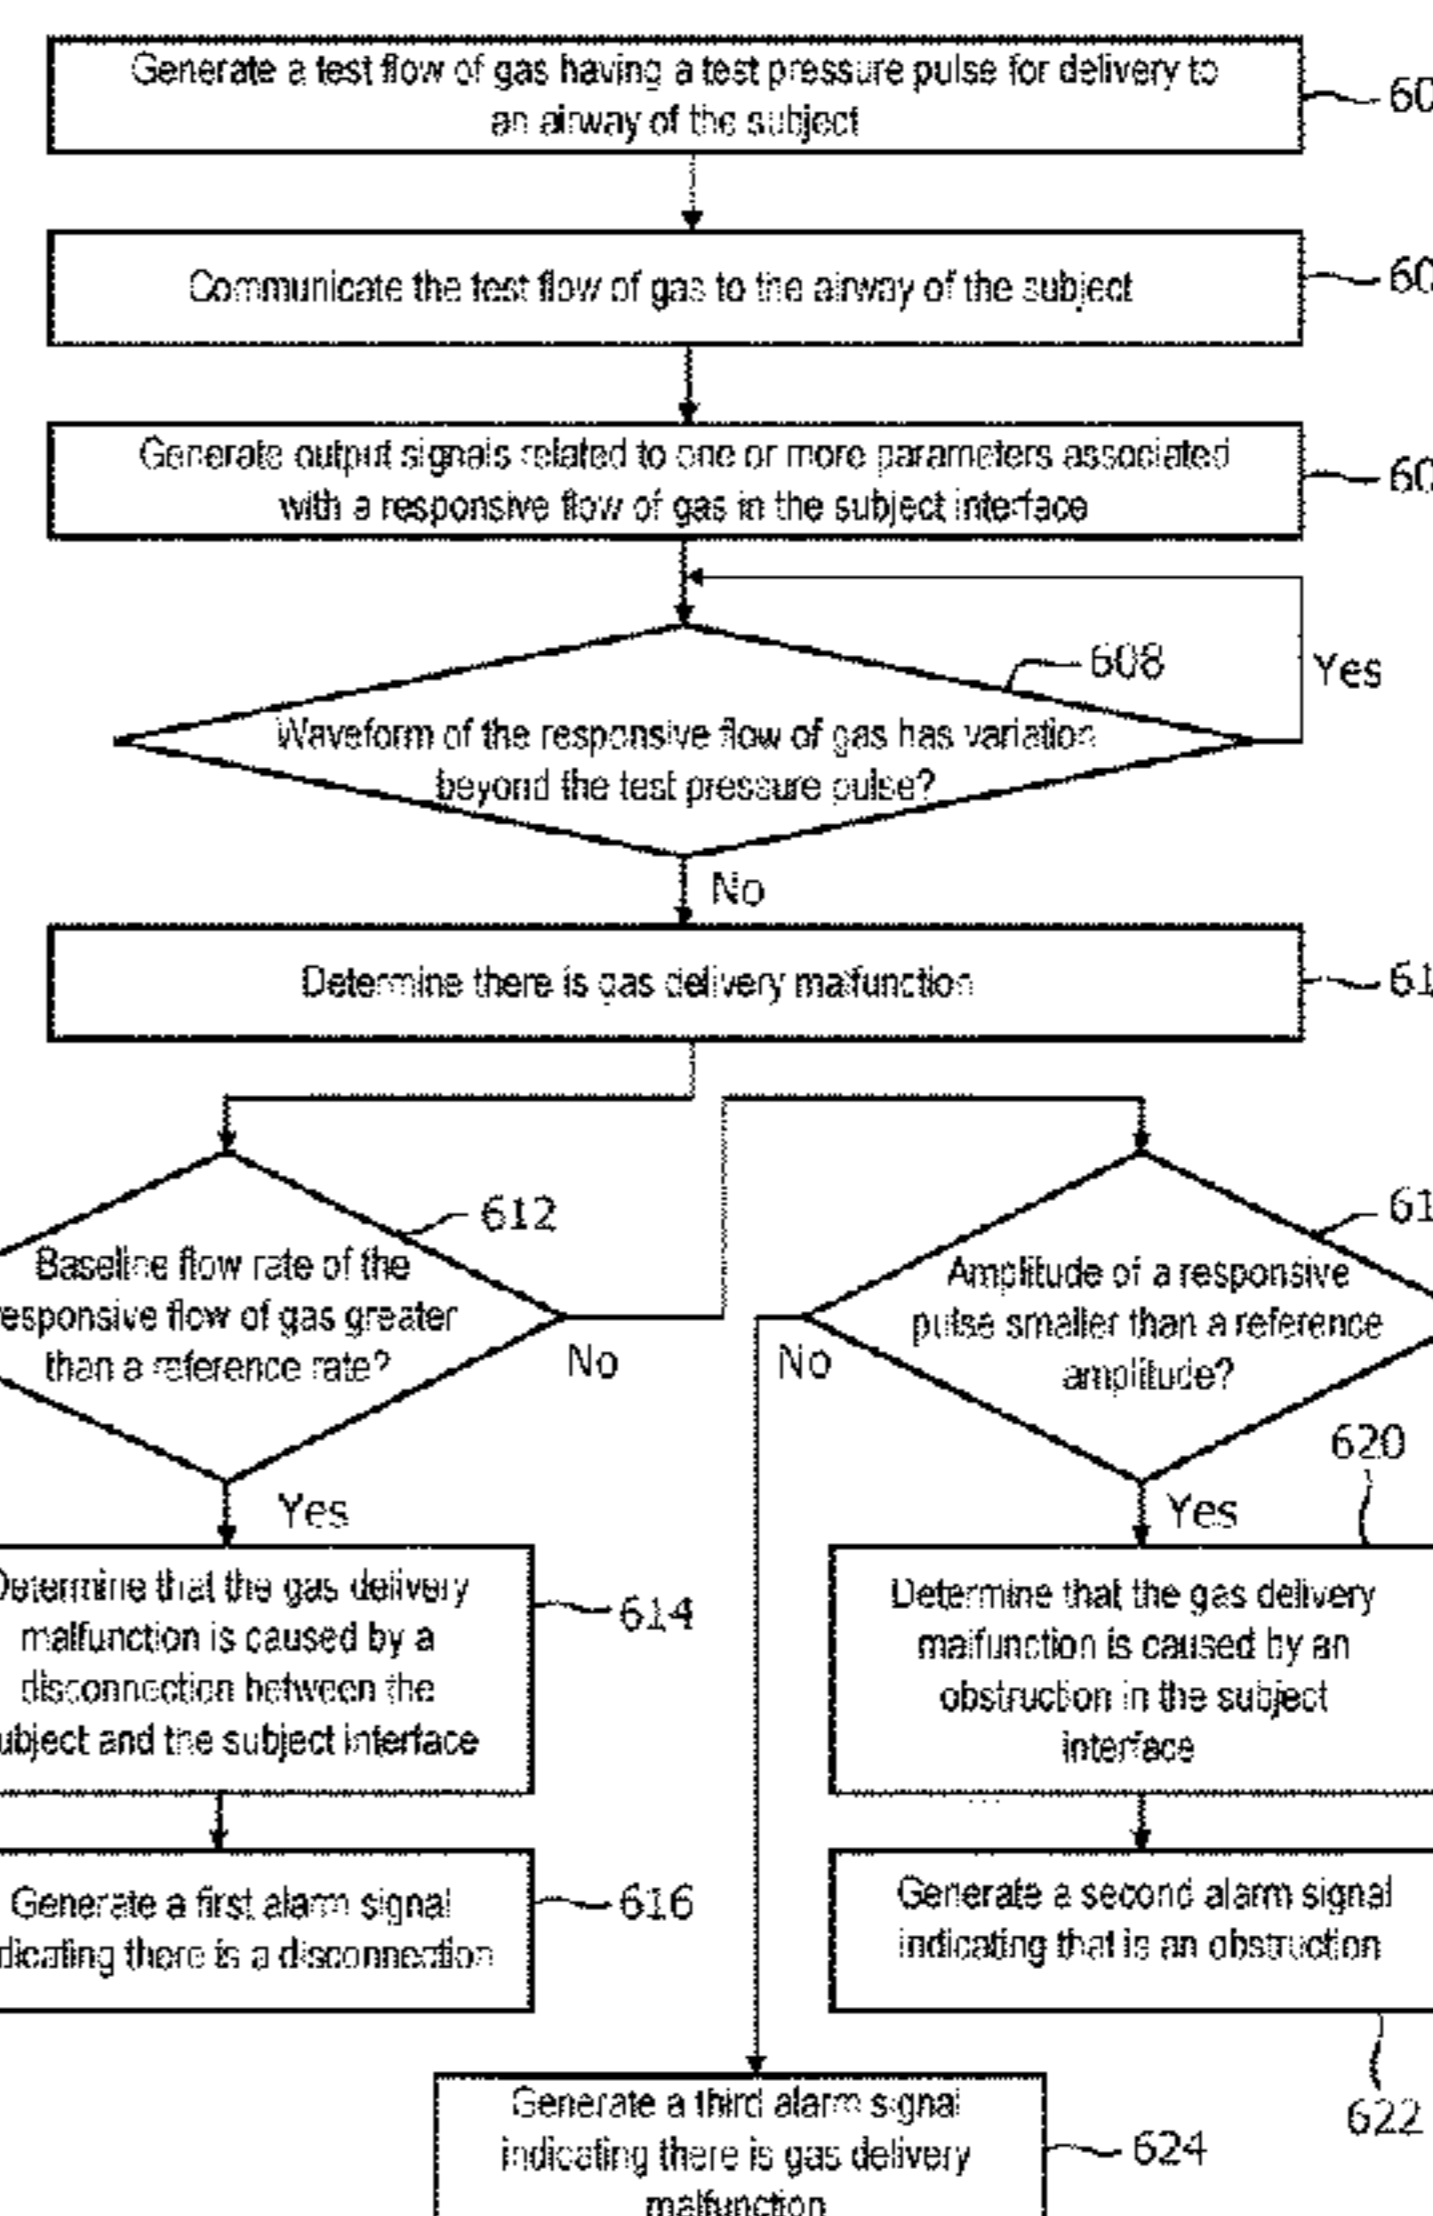 Generate a test flow of gas having a test pressure pulse for delivery to
an airway of the subject
60
Communicate the test flow of gas to the airway of the subject
60
Generate output signals related to one or more parameters associated
with a responsive flow of gas in the subject interface
60
608
Yes
Waveform of the responsive flow of gas has variation
beyond the test pressure pulse?
No
Determine there is gas delivery malfunction
61
612
Baseline flow rate of the
esponsive flow of gas greater
than a reference rate?
No
Yes
61
Amplitude of a responsive
pulse smaller than a reference
amplitude?
No
Yes
620
Determine that the gas delivery
malfunction is caused by a
disconnection between the
ubject and the subject interface
614
Determine that the gas delivery
malfunction is caused by an
obstruction in the subject
interface
Generate a first alarm signal
dicating there is a disconnection
616
Generate a second alarm signal
indicating that is an obstruction
622
Generate a third alarm signal
indicating there is gas delivery
malfunction
624